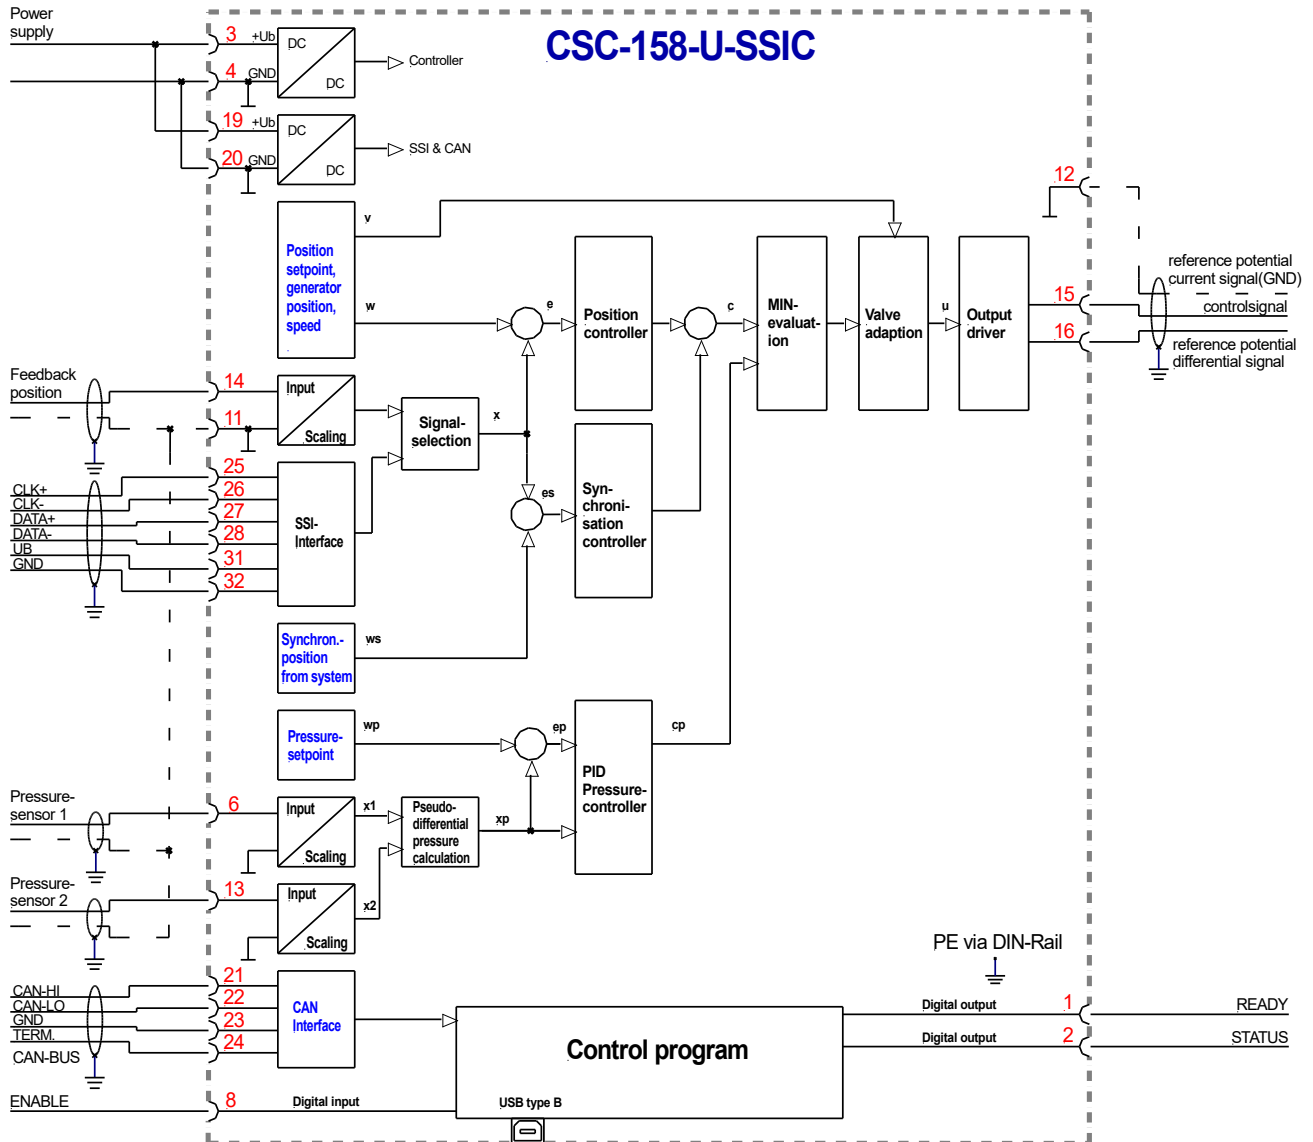 CSC-158-U-SSIC
Power
supply
3
+Ub
DC
DC
Controller
4
GND
19
+Ub
DC
DC
SSI & CAN
20
GND
12
v
Position
setpoint,
generator
position,
speed
.
w
e
Position
controller
c
MIN-
evaluat-
ion
Valve
adaption
u
Output
driver
reference potential
current signal(GND)
15
controlsignal
16
reference potential
differential signal
Feedback
position
14
11
Input
Scaling
Signal-
selection
x
CLK+
25
CLK-
26
DATA+
27
DATA-
28
UB
31
GND
32
SSI-
Interface
es
Syn-
chroni-
sation
controller
Synchron.-
position
from system
ws
Pressure-
setpoint
wp
ep
cp
PID
Pressure-
controller
Pressure-
sensor 1
6
Input
Scaling
x1
Pseudo-
differential
pressure
calculation
xp
Pressure-
sensor 2
13
Input
Scaling
x2
PE via DIN-Rail
CAN-HI
21
CAN-LO
22
GND
23
TERM.
24
CAN-BUS
CAN
Interface
Control program
Digital output
1
READY
Digital output
2
STATUS
ENABLE
8
Digital input
USB type B